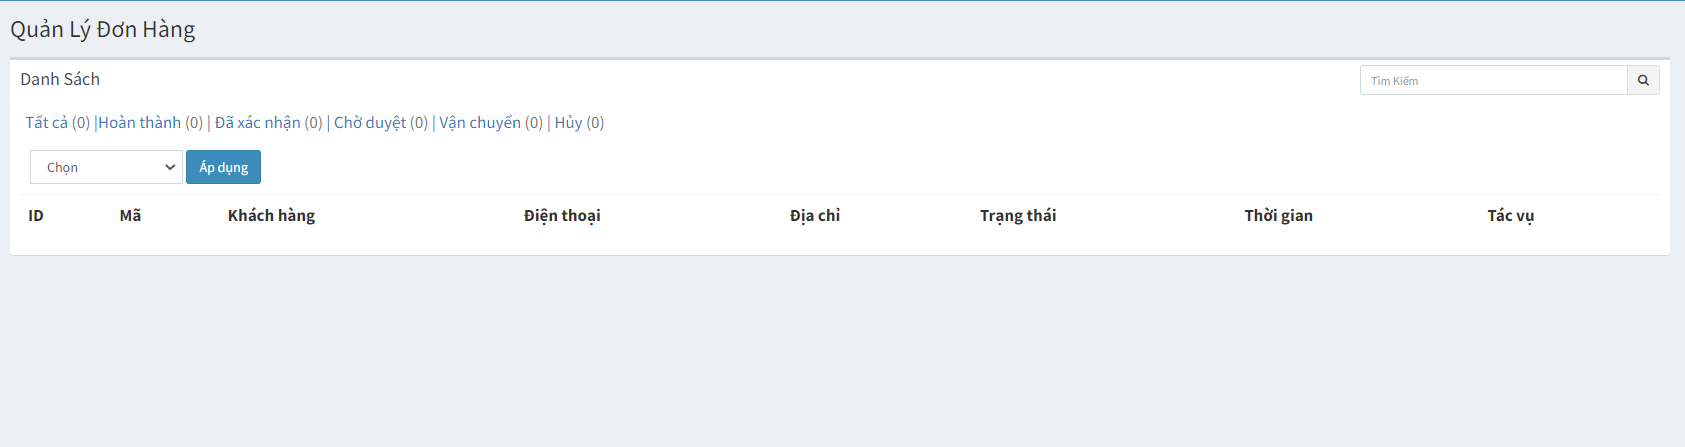 Quản Lý Đơn Hàng
Danh Sách
Tìm Kiếm
Tất cả (0) |Hoàn thành (0) | Đã xác nhận (0) | Chờ duyệt (0) | Vận chuyển (0) | Hủy (0)
Chọn
Áp dụng
ID Mã Khách hàng Điện thoại Địa chỉ Trạng thái Thời gian Tác vụ